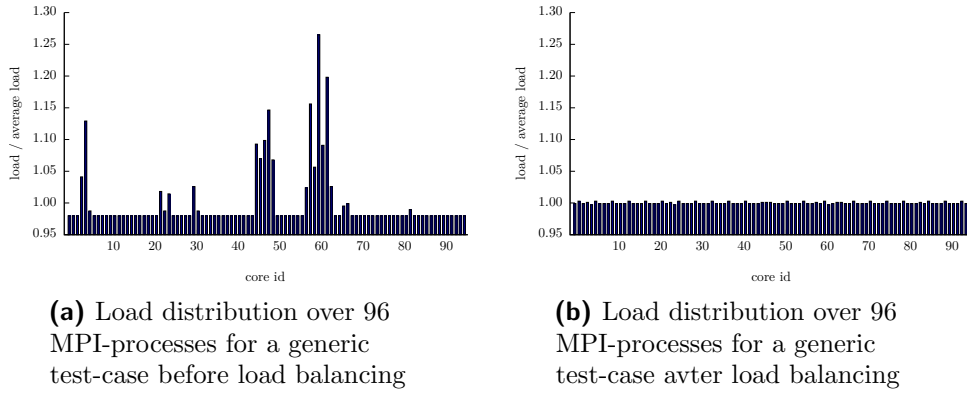 1.30
1.25
1.20
1.15
1.10
1.05
1.00
0.95
load / average load
10 20 30 40 50 60 70 80 90
core id
(a) Load distribution over 96
MPI-processes for a generic
test-case before load balancing
1.30
1.25
1.20
1.15
1.10
1.05
1.00
0.95
load / average load
10 20 30 40 50 60 70 80 90
core id
(b) Load distribution over 96
MPI-processes for a generic
test-case avter load balancing